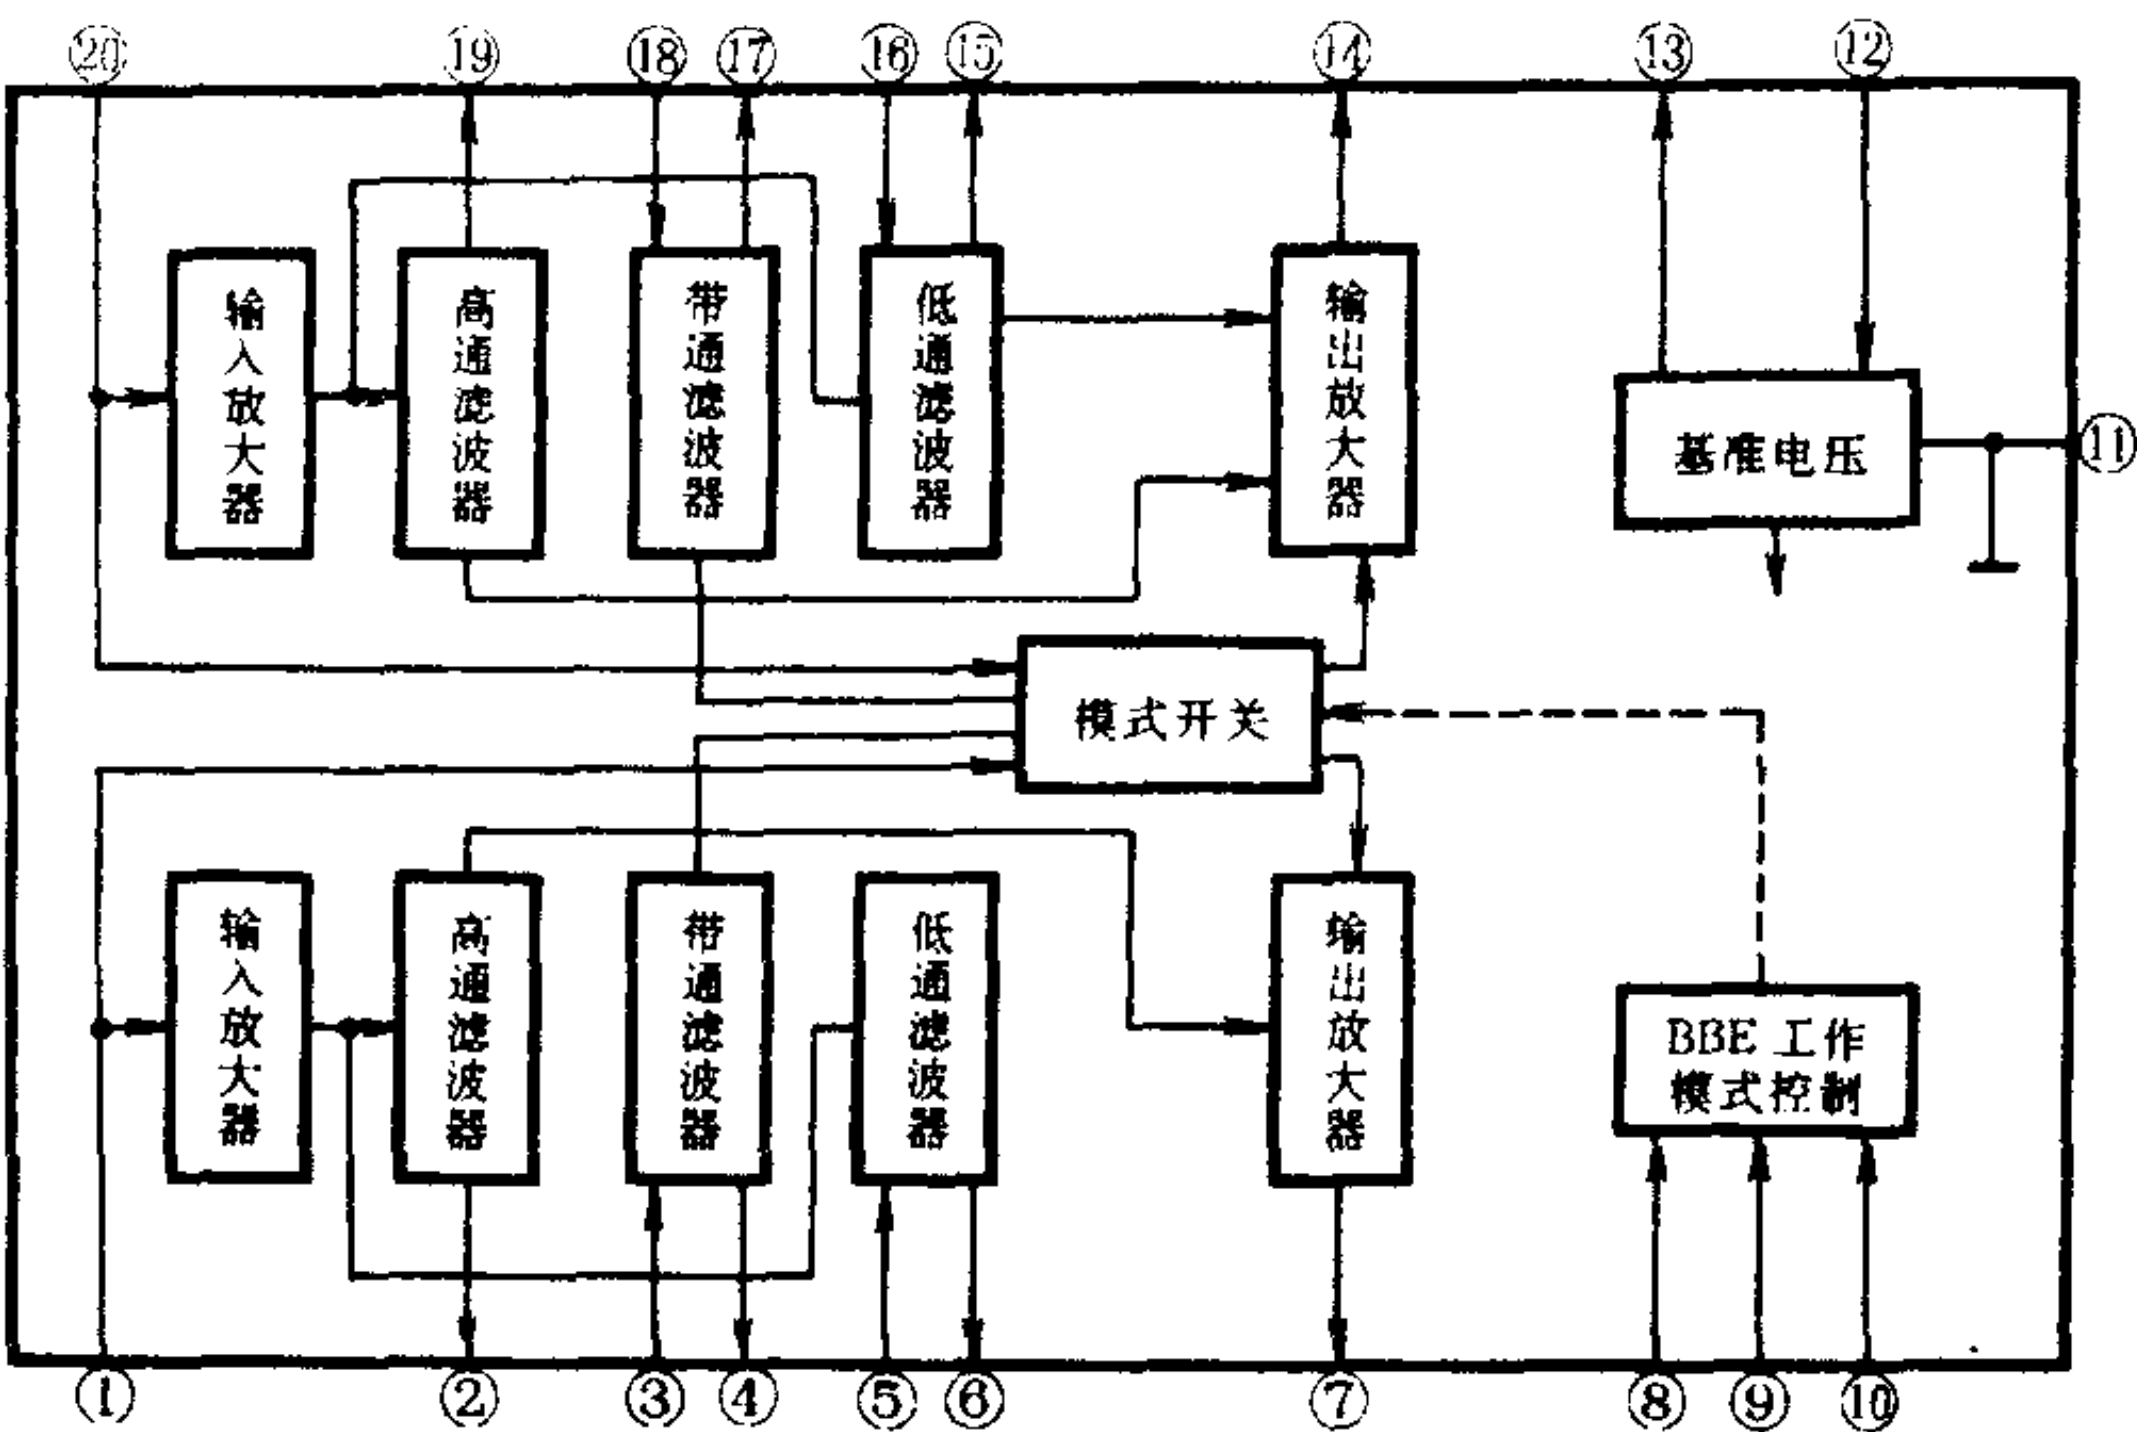 ⑳ ⑲ ⑱ ⑰ ⑯ ⑮ ⑭ ⑬ ⑫
输入放大器
高通滤波器
带通滤波器
低通滤波器
输出放大器
基准电压
⑪
模式开关
输入放大器
高通滤波器
带通滤波器
低通滤波器
输出放大器
BBE 工作
模式控制
① ② ③ ④ ⑤ ⑥ ⑦ ⑧ ⑨ ⑩